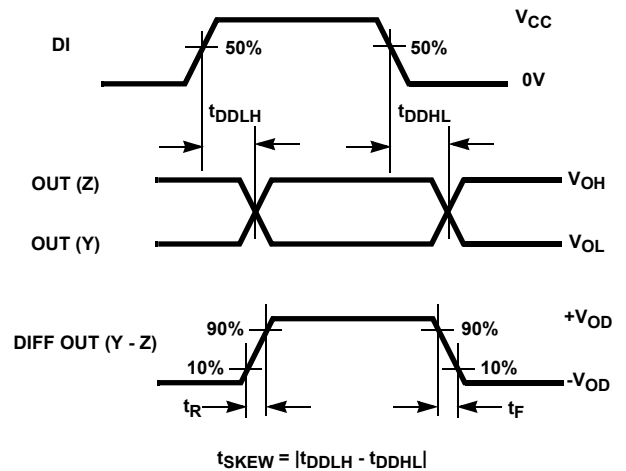 DI
VCC
50%
50%
0V
tDDLH
tDDHL
OUT (Z)
VOH
OUT (Y)
VOL
DIFF OUT (Y - Z)
90%
90%
+VOD
10%
10%
-VOD
tR
tF
tSKEW = |tDDLH - tDDHL|